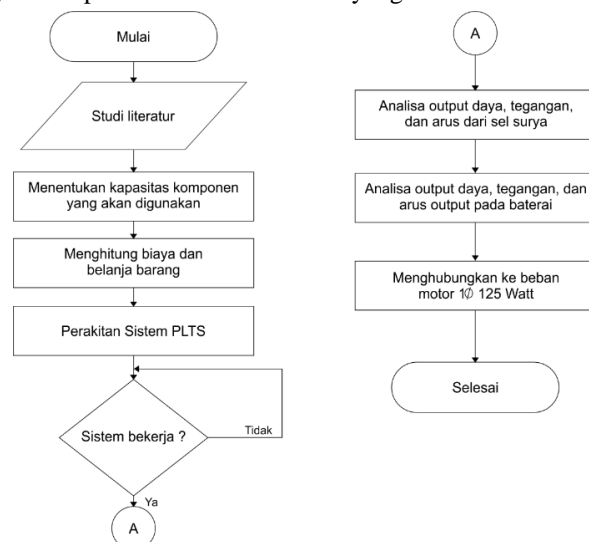 Mulai
Studi literatur
Menentukan kapasitas komponen
yang akan digunakan
Menghitung biaya dan
belanja barang
Perakitan Sistem PLTS
Sistem bekerja ?
Tidak
Ya
A
A
Analisa output daya, tegangan,
dan arus dari sel surya
Analisa output daya, tegangan, dan
arus output pada baterai
Menghubungkan ke beban
motor 1∅ 125 Watt
Selesai